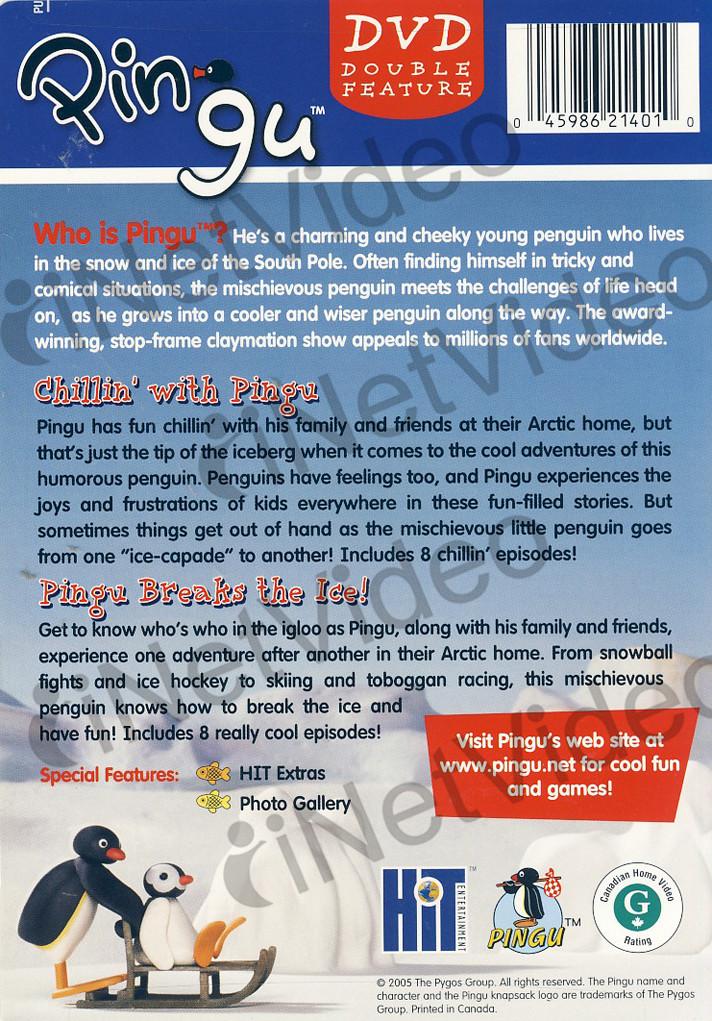 PU
Pingu™
DVD
DOUBLE
FEATURE
0 45986 21401 0
Who is Pingu™? He's a charming and cheeky young penguin who lives
in the snow and ice of the South Pole. Often finding himself in tricky and
comical situations, the mischievous penguin meets the challenges of life head
on, as he grows into a cooler and wiser penguin along the way. The award-
winning, stop-frame claymation show appeals to millions of fans worldwide.
Chillin' with Pingu
Pingu has fun chillin' with his family and friends at their Arctic home, but
that's just the tip of the iceberg when it comes to the cool adventures of this
humorous penguin. Penguins have feelings too, and Pingu experiences the
joys and frustrations of kids everywhere in these fun-filled stories. But
sometimes things get out of hand as the mischievous little penguin goes
from one "ice-capade" to another! Includes 8 chillin' episodes!
Pingu Breaks the Ice!
Get to know who's who in the igloo as Pingu, along with his family and friends,
experience one adventure after another in their Arctic home. From snowball
fights and ice hockey to skiing and toboggan racing, this mischievous
penguin knows how to break the ice and
have fun! Includes 8 really cool episodes!
Visit Pingu's web site at
www.pingu.net for cool fun
and games!
Special Features:
HIT Extras
Photo Gallery
HiT ENTERTAINMENT™
PINGU™
Canadian Home Video
G
Rating
© 2005 The Pygos Group. All rights reserved. The Pingu name and
character and the Pingu knapsack logo are trademarks of The Pygos
Group. Printed in Canada.
iNetVideo
iNetVideo
iNetVideo
iNetVideo